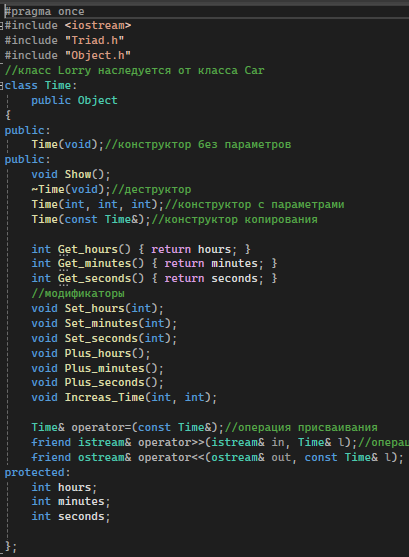 #pragma once
#include <iostream>
#include "Triad.h"
#include "Object.h"
//класс Lorry наследуется от класса Car
class Time:
public Object
{
public:
Time(void);//конструктор без параметров
public:
void Show();
~Time(void);//деструктор
Time(int, int, int);//конструктор с параметрами
Time(const Time&);//конструктор копирования
int Get_hours() { return hours; }
int Get_minutes() { return minutes; }
int Get_seconds() { return seconds; }
//модификаторы
void Set_hours(int);
void Set_minutes(int);
void Set_seconds(int);
void Plus_hours();
void Plus_minutes();
void Plus_seconds();
void Increas_Time(int, int);
Time& operator=(const Time&);//операция присваивания
friend istream& operator>>(istream& in, Time& l);//операц
friend ostream& operator<<(ostream& out, const Time& l);
protected:
int hours;
int minutes;
int seconds;
};